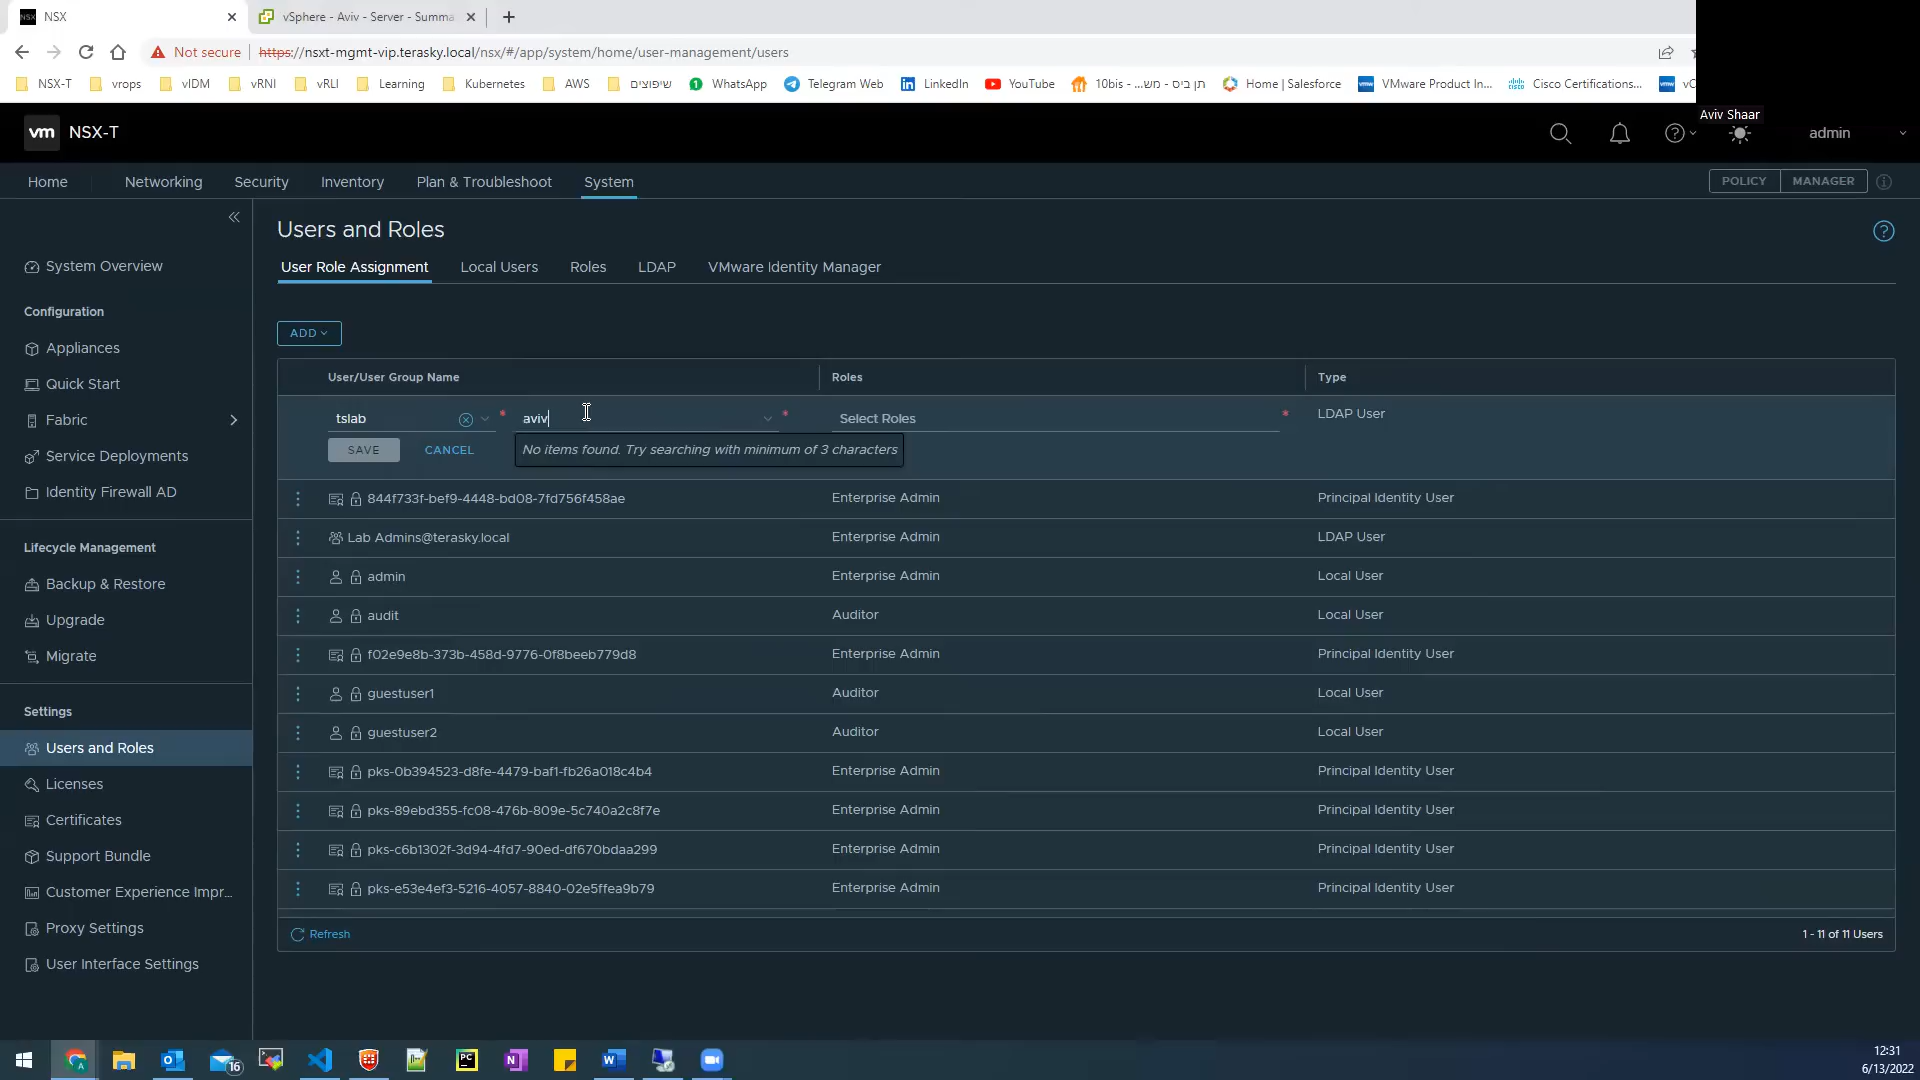 NSX
vSphere - Aviv - Server - Summa
Not secure
https://nsxt-mgmt-vip.terasky.local/nsx/#/app/system/home/user-management/users
NSX-T
vrops
vIDM
vRNI
vRLI
Learning
Kubernetes
AWS
שיפוצים
WhatsApp
Telegram Web
LinkedIn
YouTube
10bis - תן ביס - מש...
Home | Salesforce
VMware Product In...
Cisco Certifications...
vC
Aviv Shaar
vm NSX-T
admin
Home
Networking
Security
Inventory
Plan & Troubleshoot
System
POLICY
MANAGER
System Overview
Configuration
Appliances
Quick Start
Fabric
Service Deployments
Identity Firewall AD
Lifecycle Management
Backup & Restore
Upgrade
Migrate
Settings
Users and Roles
Licenses
Certificates
Support Bundle
Customer Experience Impr...
Proxy Settings
User Interface Settings
Users and Roles
User Role Assignment
Local Users
Roles
LDAP
VMware Identity Manager
ADD
User/User Group Name Roles Type
tslab * aviv * Select Roles * LDAP User
SAVE CANCEL No items found. Try searching with minimum of 3 characters
844f733f-bef9-4448-bd08-7fd756f458ae Enterprise Admin Principal Identity User
Lab Admins@terasky.local Enterprise Admin LDAP User
admin Enterprise Admin Local User
audit Auditor Local User
f02e9e8b-373b-458d-9776-0f8beeb779d8 Enterprise Admin Principal Identity User
guestuser1 Auditor Local User
guestuser2 Auditor Local User
pks-0b394523-d8fe-4479-baf1-fb26a018c4b4 Enterprise Admin Principal Identity User
pks-89ebd355-fc08-476b-809e-5c740a2c8f7e Enterprise Admin Principal Identity User
pks-c6b1302f-3d94-4fd7-90ed-df670bdaa299 Enterprise Admin Principal Identity User
pks-e53e4ef3-5216-4057-8840-02e5ffea9b79 Enterprise Admin Principal Identity User
Refresh
1 - 11 of 11 Users
16
12:31
6/13/2022